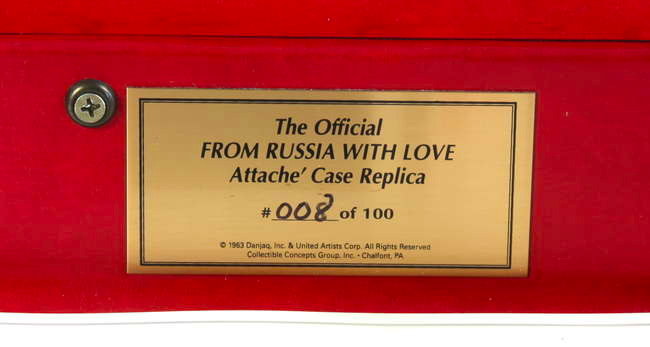 The Official
FROM RUSSIA WITH LOVE
Attache' Case Replica
#008 of 100
© 1963 Danjaq, Inc. & United Artists Corp. All Rights Reserved
Collectible Concepts Group, Inc. • Chalfont, PA